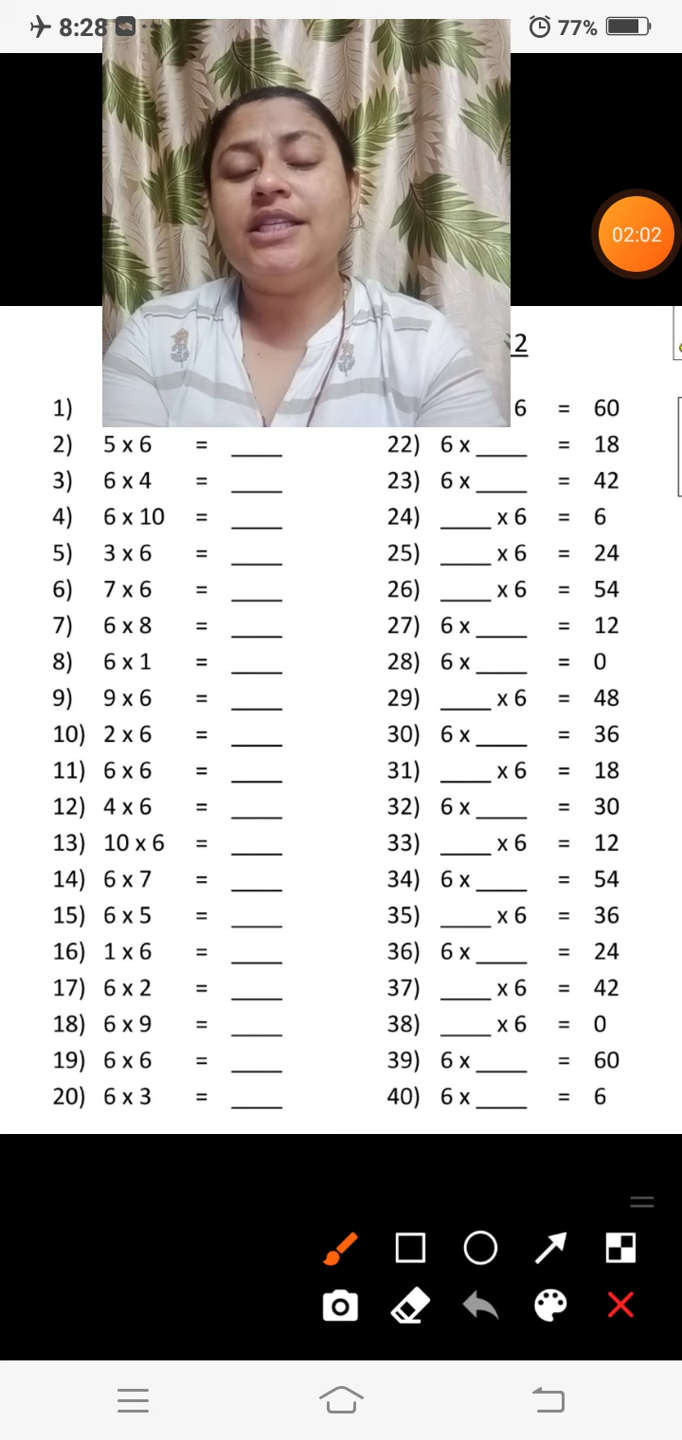 8:28 77%
02:02
2
1) 6 = 60
2) 5 x 6 = ____ 22) 6 x ____ = 18
3) 6 x 4 = ____ 23) 6 x ____ = 42
4) 6 x 10 = ____ 24) ____ x 6 = 6
5) 3 x 6 = ____ 25) ____ x 6 = 24
6) 7 x 6 = ____ 26) ____ x 6 = 54
7) 6 x 8 = ____ 27) 6 x ____ = 12
8) 6 x 1 = ____ 28) 6 x ____ = 0
9) 9 x 6 = ____ 29) ____ x 6 = 48
10) 2 x 6 = ____ 30) 6 x ____ = 36
11) 6 x 6 = ____ 31) ____ x 6 = 18
12) 4 x 6 = ____ 32) 6 x ____ = 30
13) 10 x 6 = ____ 33) ____ x 6 = 12
14) 6 x 7 = ____ 34) 6 x ____ = 54
15) 6 x 5 = ____ 35) ____ x 6 = 36
16) 1 x 6 = ____ 36) 6 x ____ = 24
17) 6 x 2 = ____ 37) ____ x 6 = 42
18) 6 x 9 = ____ 38) ____ x 6 = 0
19) 6 x 6 = ____ 39) 6 x ____ = 60
20) 6 x 3 = ____ 40) 6 x ____ = 6